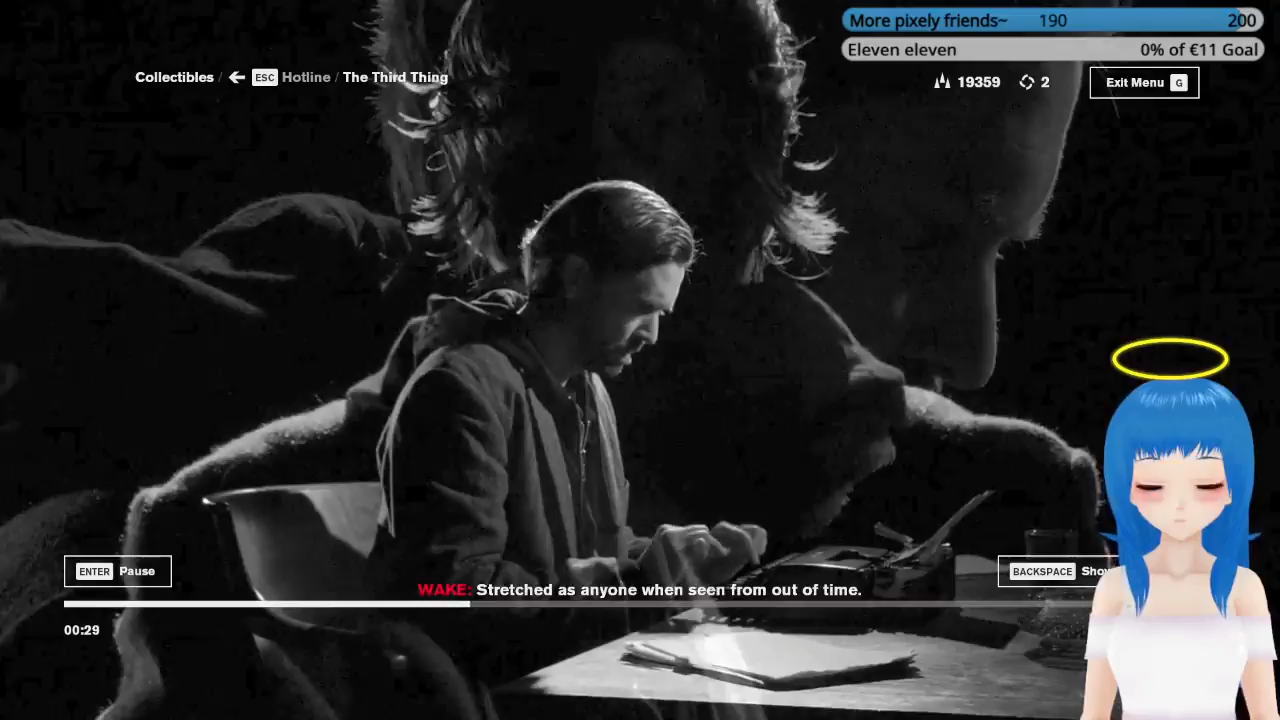 More pixely friends~ 190 200
Eleven eleven 0% of €11 Goal
Collectibles / ← ESC Hotline / The Third Thing
19359 2 Exit Menu G
ENTER Pause
BACKSPACE
WAKE: Stretched as anyone when seen from out of time.
00:29